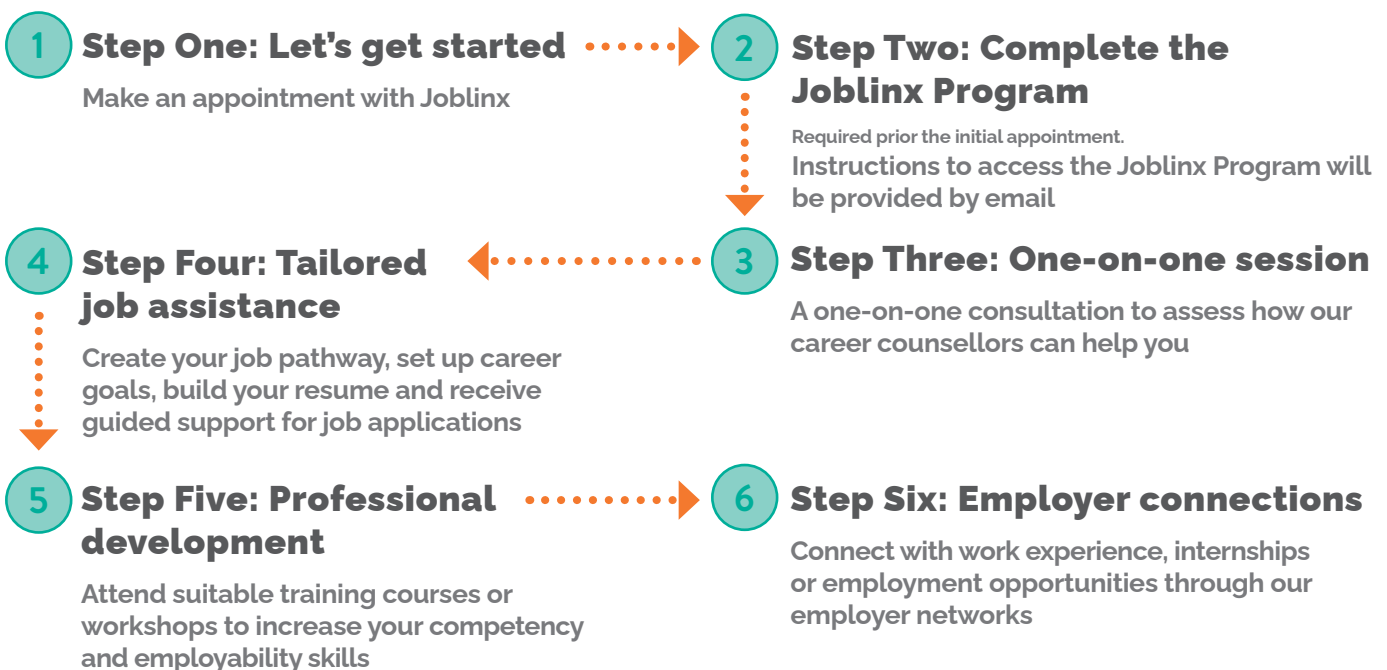 1
Step One: Let’s get started
Make an appointment with Joblinx
2
Step Two: Complete the
Joblinx Program
Required prior the initial appointment.
Instructions to access the Joblinx Program will
be provided by email
3
Step Three: One-on-one session
A one-on-one consultation to assess how our
career counsellors can help you
4
Step Four: Tailored
job assistance
Create your job pathway, set up career
goals, build your resume and receive
guided support for job applications
5
Step Five: Professional
development
Attend suitable training courses or
workshops to increase your competency
and employability skills
6
Step Six: Employer connections
Connect with work experience, internships
or employment opportunities through our
employer networks